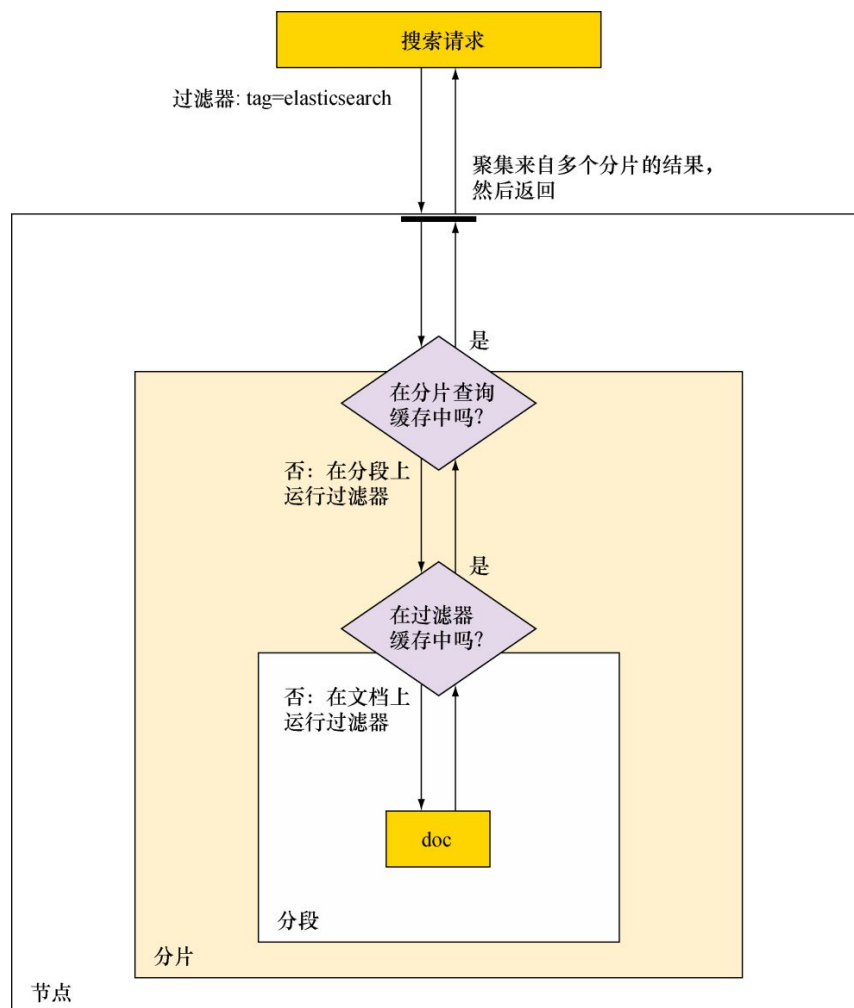 搜索请求
过滤器: tag=elasticsearch
聚集来自多个分片的结果，
然后返回
是
在分片查询
缓存中吗？
否：在分段上
运行过滤器
是
在过滤器
缓存中吗？
否：在文档上
运行过滤器
doc
分段
分片
节点